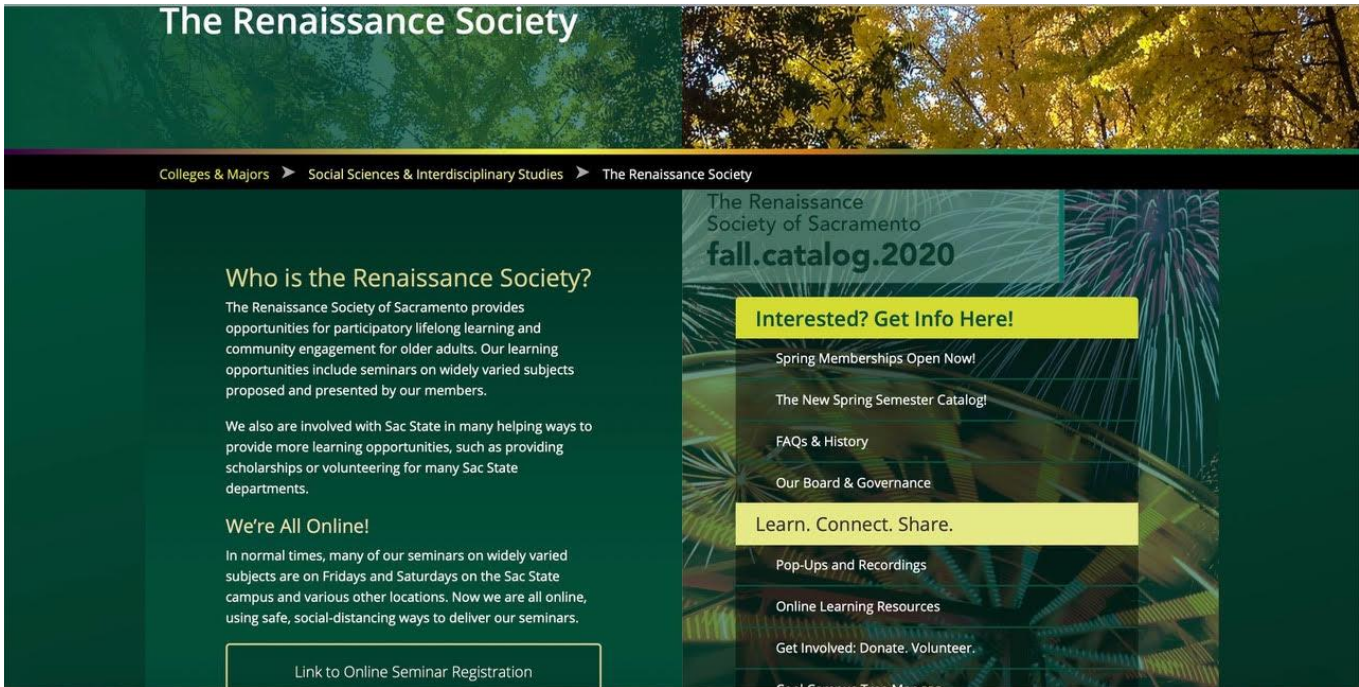 The Renaissance Society
Colleges & Majors ➤ Social Sciences & Interdisciplinary Studies ➤ The Renaissance Society
Who is the Renaissance Society?
The Renaissance Society of Sacramento provides
opportunities for participatory lifelong learning and
community engagement for older adults. Our learning
opportunities include seminars on widely varied subjects
proposed and presented by our members.
We also are involved with Sac State in many helping ways to
provide more learning opportunities, such as providing
scholarships or volunteering for many Sac State
departments.
We're All Online!
In normal times, many of our seminars on widely varied
subjects are on Fridays and Saturdays on the Sac State
campus and various other locations. Now we are all online,
using safe, social-distancing ways to deliver our seminars.
Link to Online Seminar Registration
The Renaissance
Society of Sacramento
fall.catalog.2020
Interested? Get Info Here!
Spring Memberships Open Now!
The New Spring Semester Catalog!
FAQs & History
Our Board & Governance
Learn. Connect. Share.
Pop-Ups and Recordings
Online Learning Resources
Get Involved: Donate. Volunteer.